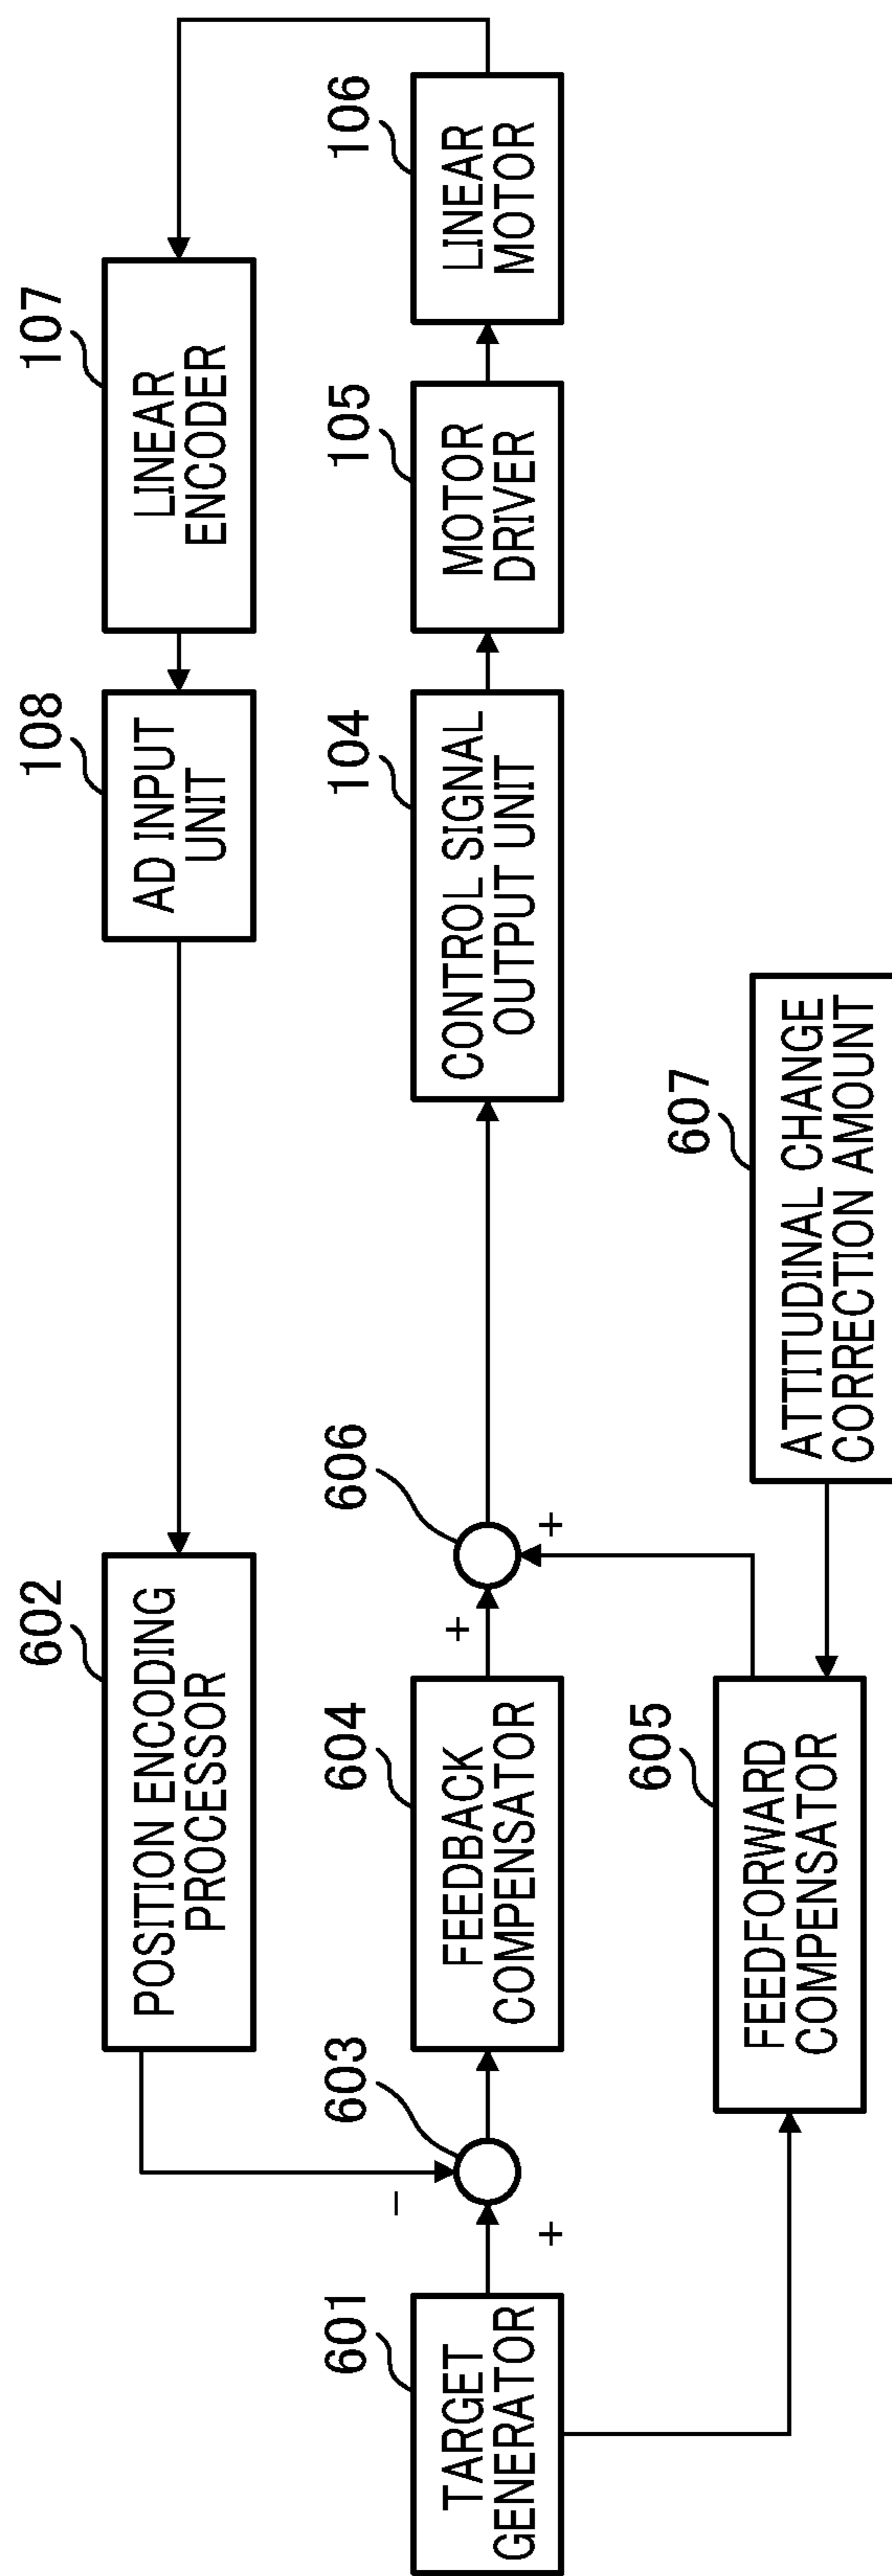 107
LINEAR
ENCODER
108
AD INPUT
UNIT
602
POSITION ENCODING
PROCESSOR
601
TARGET
GENERATOR
+
-
603
604
FEEDBACK
COMPENSATOR
+
606
+
104
CONTROL SIGNAL
OUTPUT UNIT
105
MOTOR
DRIVER
106
LINEAR
MOTOR
605
FEEDFORWARD
COMPENSATOR
607
ATTITUDINAL CHANGE
CORRECTION AMOUNT